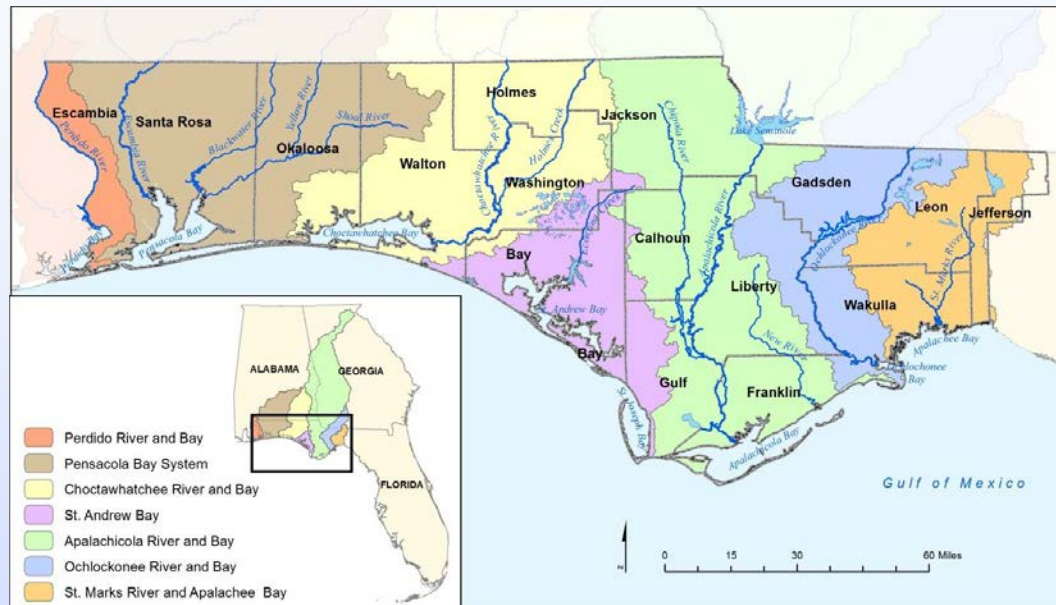 Escambia
Santa Rosa
Okaloosa
Walton
Holmes
Washington
Jackson
Bay
Bay
Calhoun
Gulf
Liberty
Franklin
Gadsden
Leon
Jefferson
Wakulla
Perdido River
Escambia River
Blackwater River
Yellow River
Shoal River
Pensacola Bay
Choctawhatchee Bay
Holmes Creek
St. Andrew Bay
St. Joseph Bay
Chipola River
Apalachicola River
Lake Seminole
New River
Apalachicola Bay
St. Marks River
Apalachee Bay
Gulf of Mexico
ALABAMA
GEORGIA
FLORIDA
Perdido River and Bay
Pensacola Bay System
Choctawhatchee River and Bay
St. Andrew Bay
Apalachicola River and Bay
Ochlockonee River and Bay
St. Marks River and Apalachee Bay
N
0 15 30 60 Miles